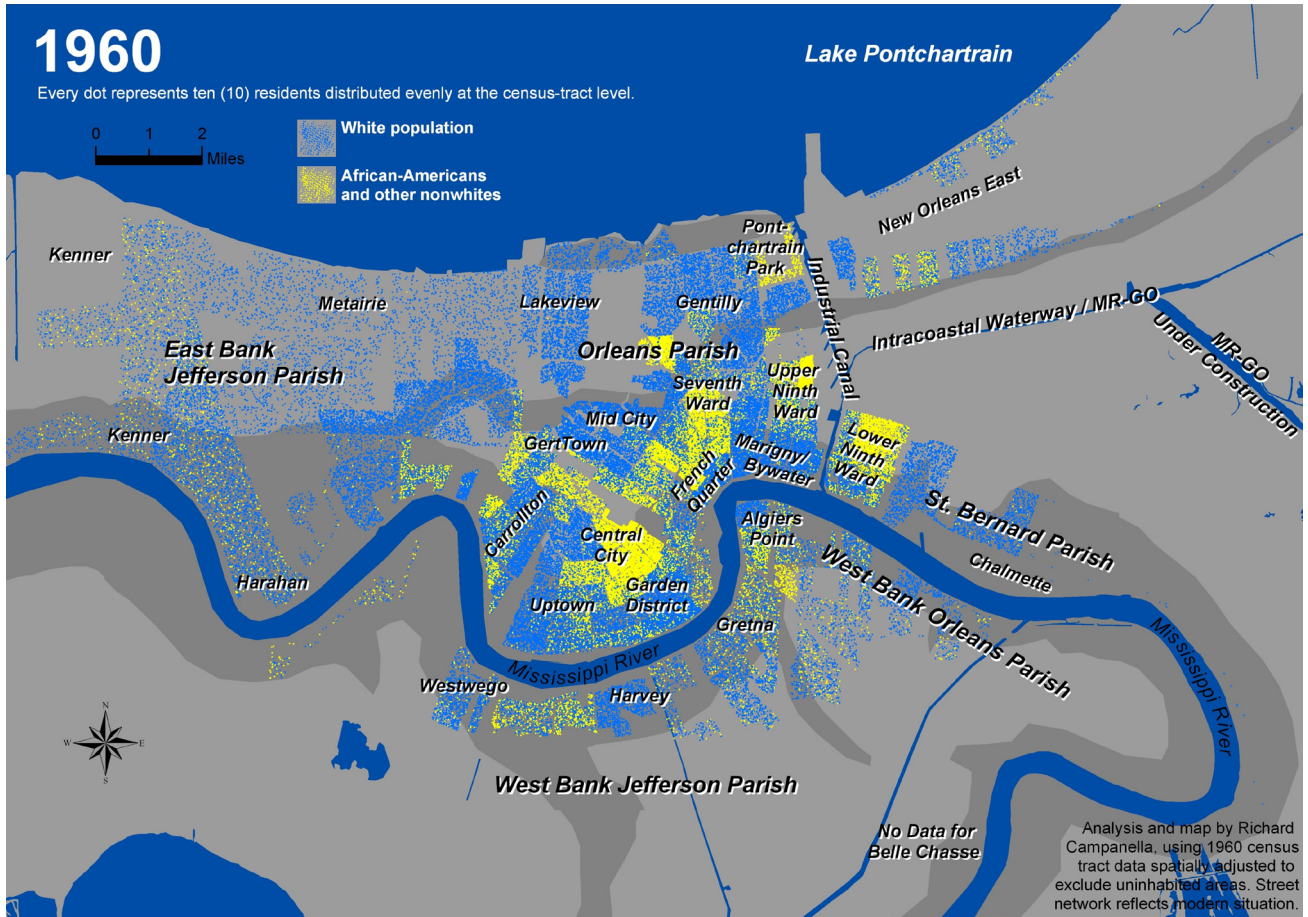 1960
Every dot represents ten (10) residents distributed evenly at the census-tract level.
0 1 2
Miles
White population
African-Americans
and other nonwhites
Lake Pontchartrain
New Orleans East
Pont-
chartrain
Park
Kenner
Metairie
Lakeview
Gentilly
Industrial Canal
Intracoastal Waterway / MR-GO
MR-GO
Under Construction
East Bank
Jefferson Parish
Orleans Parish
Seventh
Ward
Upper
Ninth
Ward
Kenner
Mid City
GertTown
French
Quarter
Marigny/
Bywater
Lower
Ninth
Ward
Carrollton
Central
City
Algiers
Point
St. Bernard Parish
Chalmette
West Bank Orleans Parish
Harahan
Uptown
Garden
District
Gretna
Mississippi River
Mississippi River
Westwego
Harvey
N
W E
S
West Bank Jefferson Parish
No Data for
Belle Chasse
Analysis and map by Richard
Campanella, using 1960 census
tract data spatially adjusted to
exclude uninhabited areas. Street
network reflects modern situation.